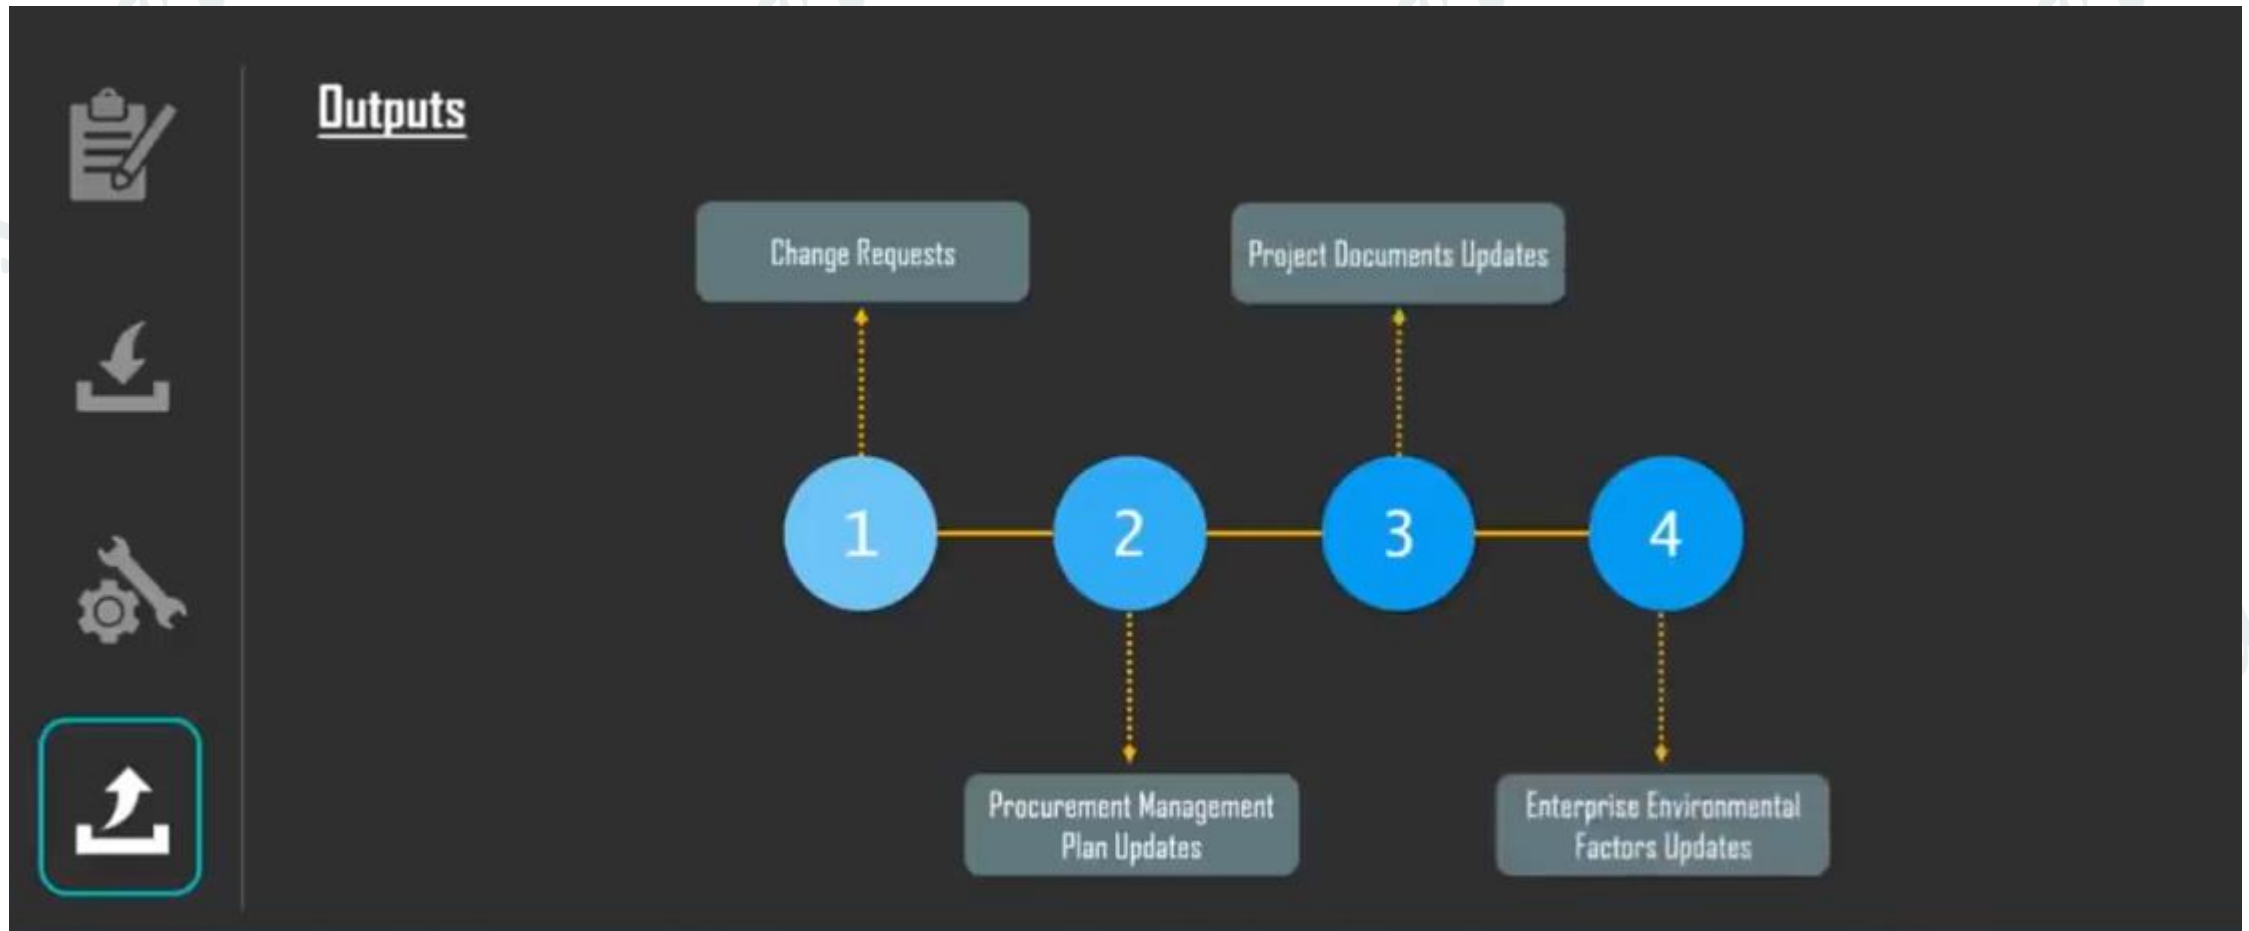 Outputs
Change Requests
Project Documents Updates
1
2
3
4
Procurement Management
Plan Updates
Enterprise Environmental
Factors Updates